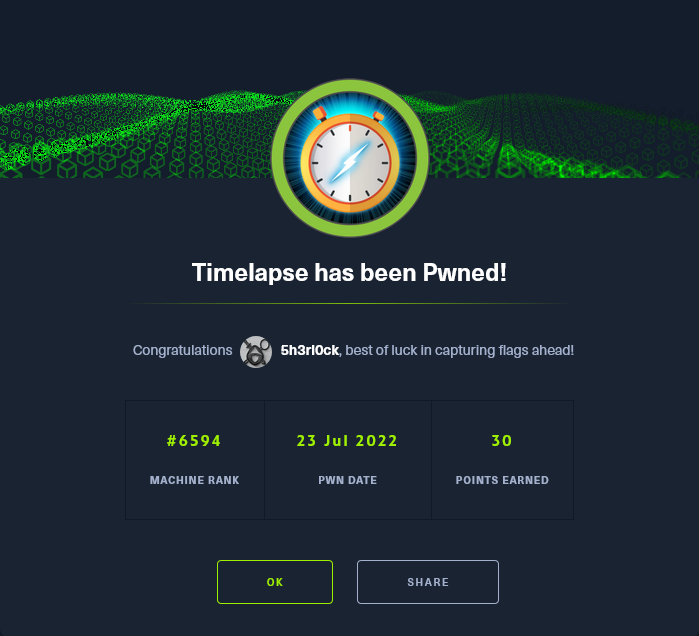 Timelapse has been Pwned!
Congratulations 5h3rl0ck, best of luck in capturing flags ahead!
#6594 23 Jul 2022 30
MACHINE RANK PWN DATE POINTS EARNED
OK SHARE